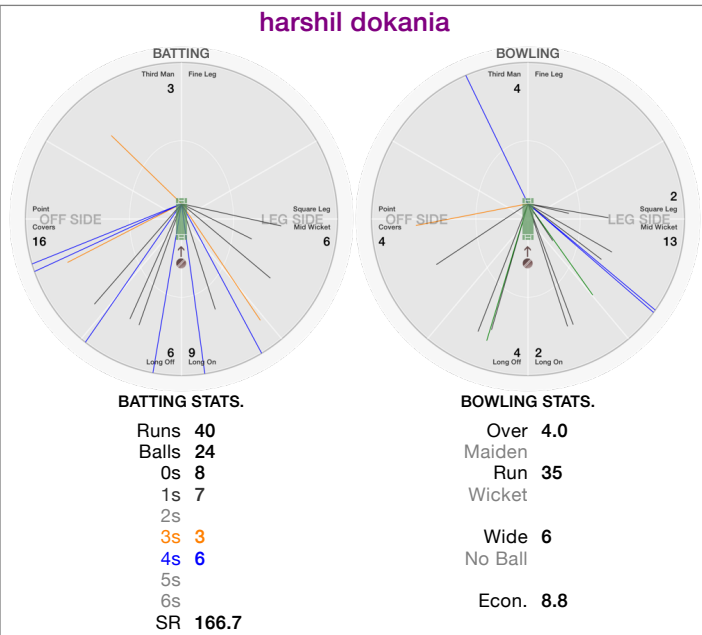 harshil dokania
BATTING
Third Man Fine Leg
3
Point
OFF SIDE
Covers
16
Square Leg
LEG SIDE
Mid Wicket
6
6 9
Long Off Long On
BOWLING
Third Man Fine Leg
4
Point
OFF SIDE
Covers
4
2
Square Leg
LEG SIDE
Mid Wicket
13
4 2
Long Off Long On
BATTING STATS.
Runs 40
Balls 24
0s 8
1s 7
2s
3s 3
4s 6
5s
6s
SR 166.7
BOWLING STATS.
Over 4.0
Maiden
Run 35
Wicket
Wide 6
No Ball
Econ. 8.8